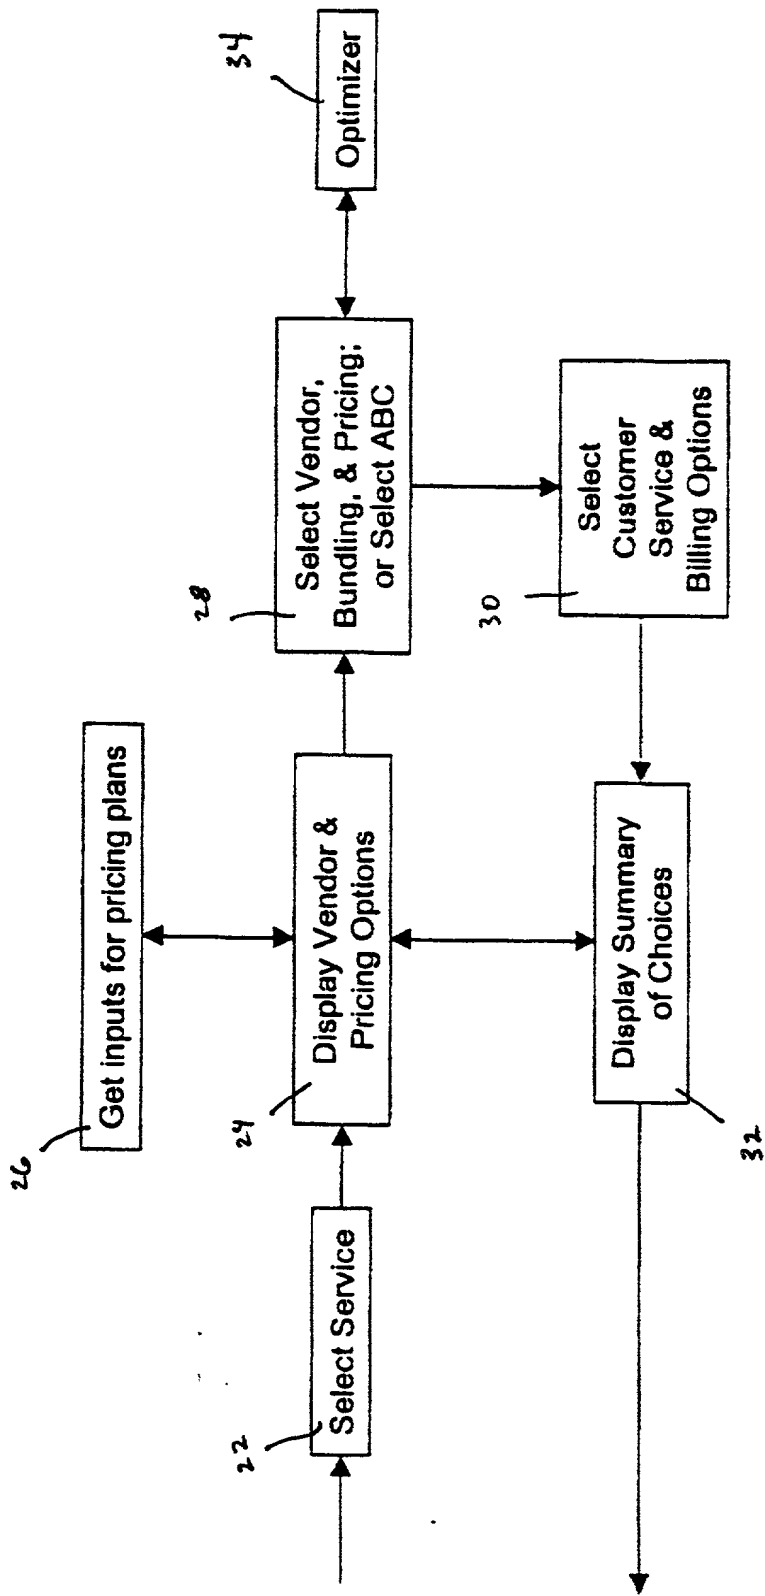 26
Get inputs for pricing plans
22
Select Service
24
Display Vendor &
Pricing Options
28
Select Vendor,
Bundling, & Pricing;
or Select ABC
34
Optimizer
32
Display Summary
of Choices
30
Select
Customer
Service &
Billing Options